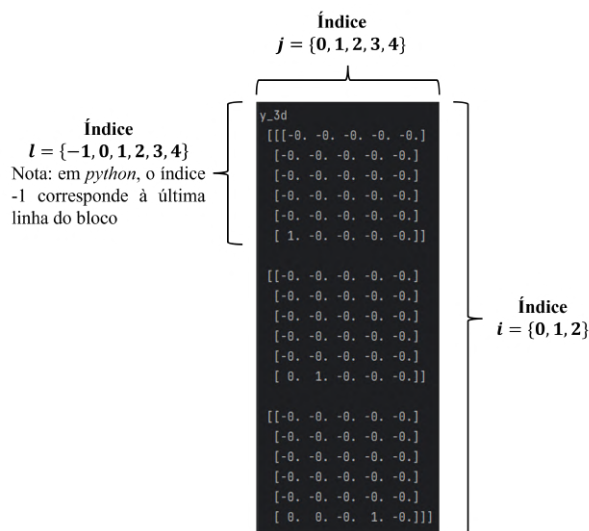 Índice
j = {0, 1, 2, 3, 4}
Índice
l = {−1, 0, 1, 2, 3, 4}
Nota: em python, o índice
-1 corresponde à última
linha do bloco
y_3d
[[[-0. -0. -0. -0. -0.]
[-0. -0. -0. -0. -0.]
[-0. -0. -0. -0. -0.]
[-0. -0. -0. -0. -0.]
[-0. -0. -0. -0. -0.]
[ 1. -0. -0. -0. -0.]]
[[-0. -0. -0. -0. -0.]
[-0. -0. -0. -0. -0.]
[-0. -0. -0. -0. -0.]
[-0. -0. -0. -0. -0.]
[-0. -0. -0. -0. -0.]
[ 0. 1. -0. -0. -0.]]
[[-0. -0. -0. -0. -0.]
[-0. -0. -0. -0. -0.]
[-0. -0. -0. -0. -0.]
[-0. -0. -0. -0. -0.]
[-0. -0. -0. -0. -0.]
[ 0. 0. -0. 1. -0.]]]
Índice
i = {0, 1, 2}